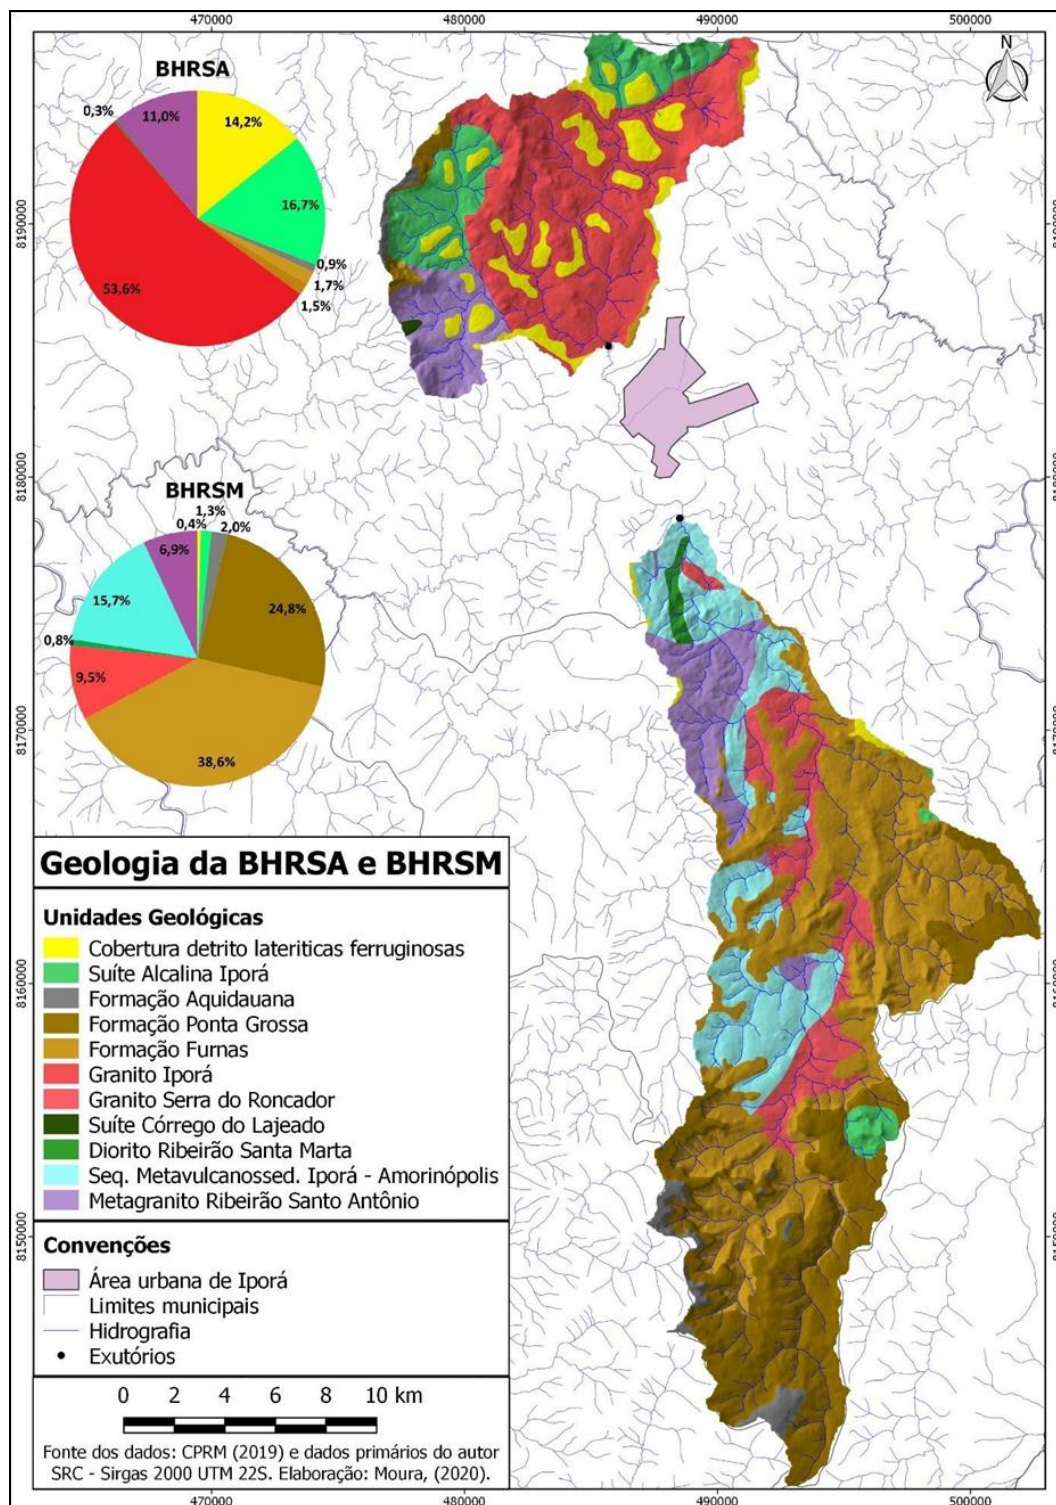 470000 480000 490000 500000
N
BHRSA
0,3%
11,0%
14,2%
16,7%
53,6%
0,9%
1,7%
1,5%
8190000
8190000
8180000
8180000
BHRSM
1,3%
0,4%
2,0%
6,9%
24,8%
15,7%
0,8%
9,5%
38,6%
8170000
8170000
Geologia da BHRSA e BHRSM
Unidades Geológicas
Cobertura detrito lateriticas ferruginosas
Suíte Alcalina Iporá
Formação Aquidauana
Formação Ponta Grossa
Formação Furnas
Granito Iporá
Granito Serra do Roncador
Suíte Córrego do Lajeado
Diorito Ribeirão Santa Marta
Seq. Metavulcanossed. Iporá - Amorinópolis
Metagranito Ribeirão Santo Antônio
8160000
8160000
Convenções
Área urbana de Iporá
Limites municipais
Hidrografia
Exutórios
8150000
8150000
0 2 4 6 8 10 km
Fonte dos dados: CPRM (2019) e dados primários do autor
SRC - Sirgas 2000 UTM 22S. Elaboração: Moura, (2020).
470000 480000 490000 500000